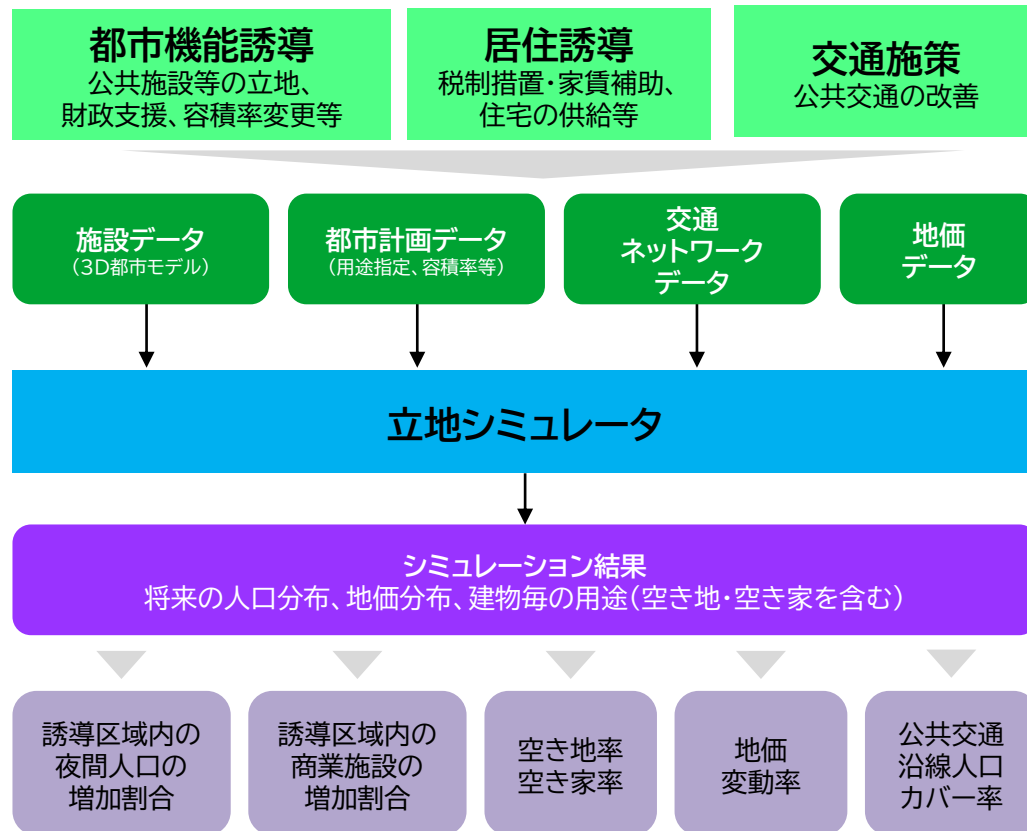 都市機能誘導
公共施設等の立地、
財政支援、容積率変更等
居住誘導
税制措置・家賃補助、
住宅の供給等
交通施策
公共交通の改善
施設データ
(3D都市モデル)
都市計画データ
(用途指定、容積率等)
交通
ネットワーク
データ
地価
データ
立地シミュレータ
シミュレーション結果
将来の人口分布、地価分布、建物毎の用途(空き地・空き家を含む)
誘導区域内の
夜間人口の
増加割合
誘導区域内の
商業施設の
増加割合
空き地率
空き家率
地価
変動率
公共交通
沿線人口
カバー率